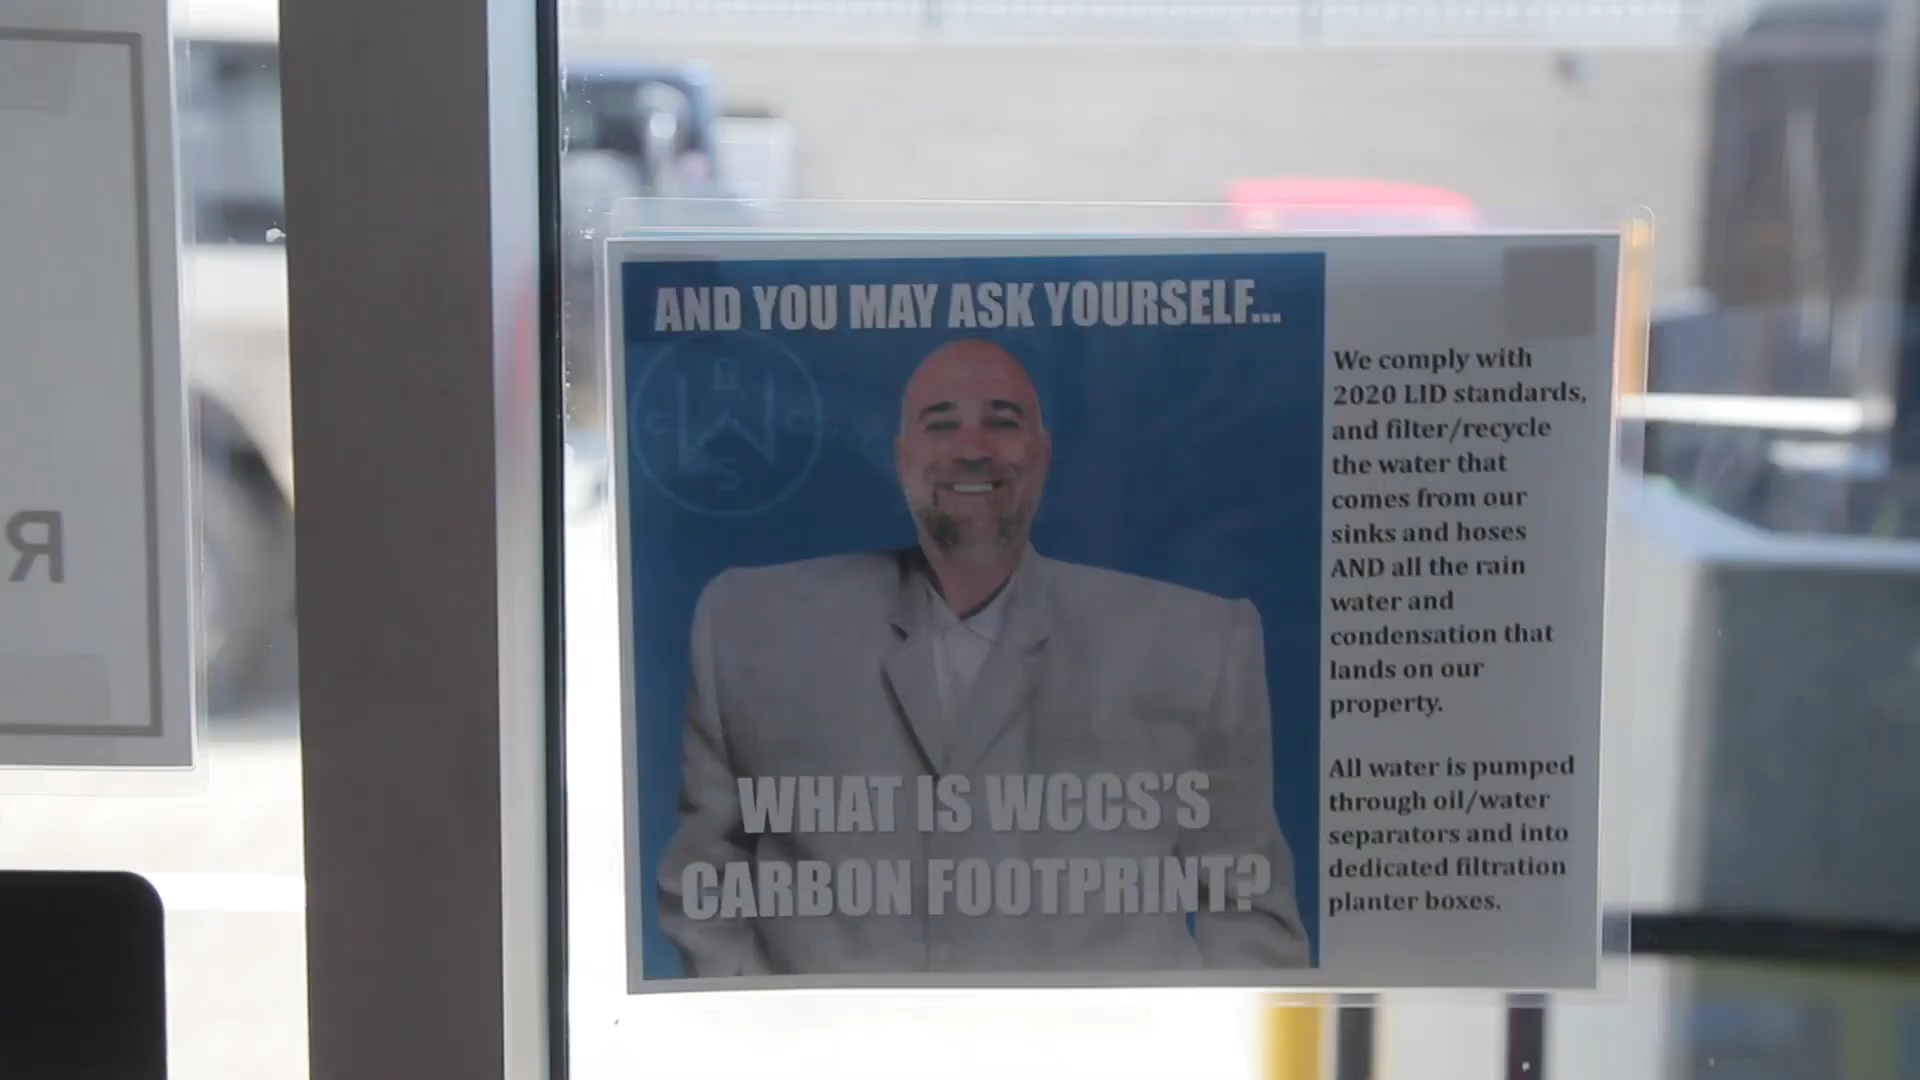 AND YOU MAY ASK YOURSELF...
WHAT IS WCCS'S
CARBON FOOTPRINT?
We comply with
2020 LID standards,
and filter/recycle
the water that
comes from our
sinks and hoses
AND all the rain
water and
condensation that
lands on our
property.
All water is pumped
through oil/water
separators and into
dedicated filtration
planter boxes.
R